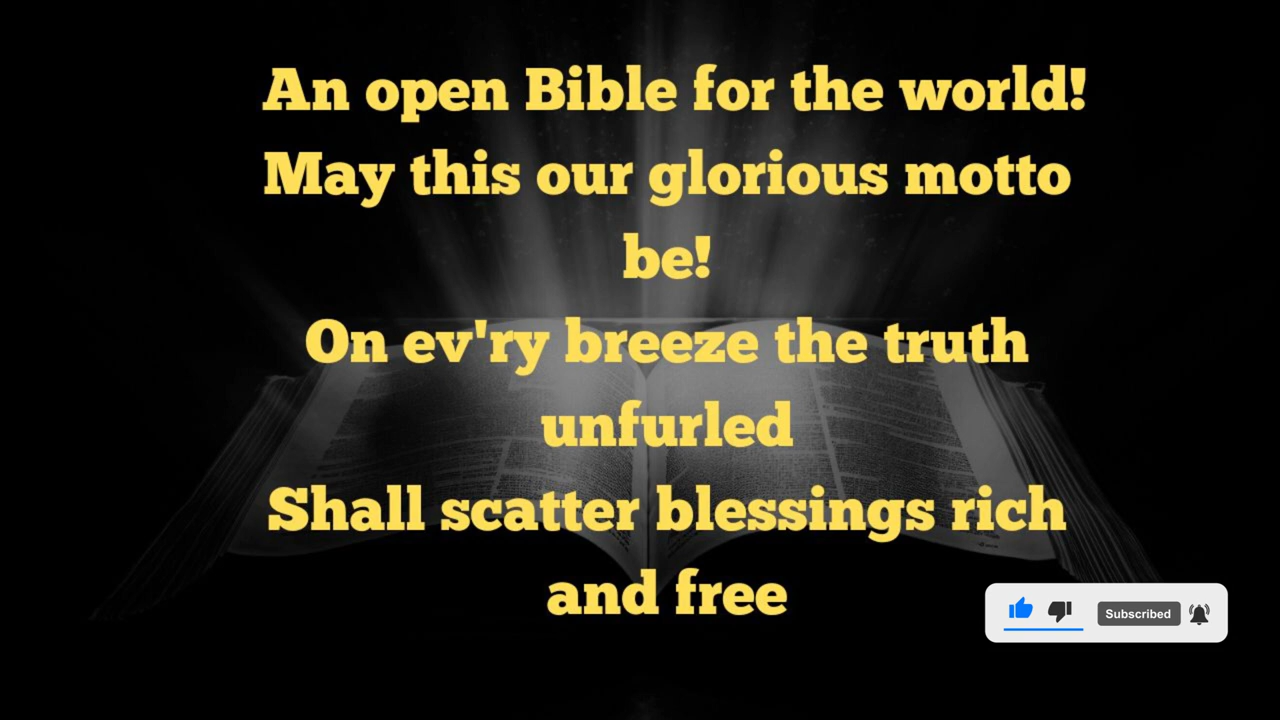 An open Bible for the world!
May this our glorious motto
be!
On ev'ry breeze the truth
unfurled
Shall scatter blessings rich
and free
Subscribed